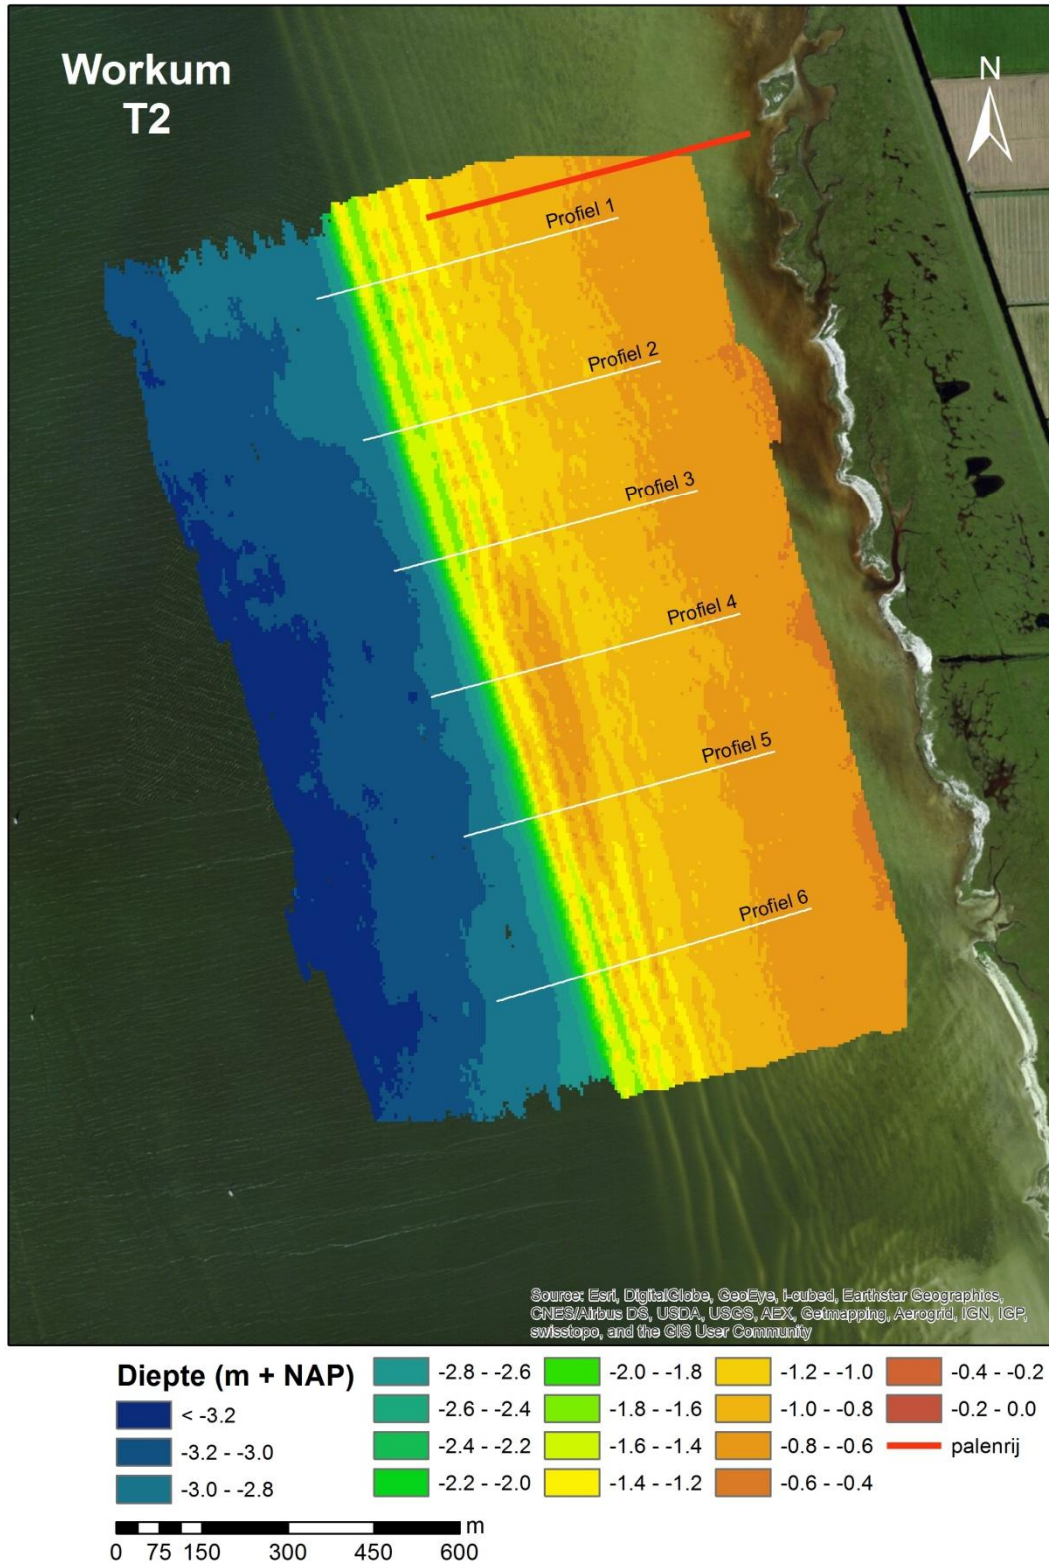 Workum
T2
N
Profiel 1
Profiel 2
Profiel 3
Profiel 4
Profiel 5
Profiel 6
Source: Esri, DigitalGlobe, GeoEye, i-cubed, Earthstar Geographics,
CNES/Airbus DS, USDA, USGS, AEX, Getmapping, Aerogrid, IGN, IGP,
swisstopo, and the GIS User Community
Diepte (m + NAP)
< -3.2
-3.2 - -3.0
-3.0 - -2.8
-2.8 - -2.6
-2.6 - -2.4
-2.4 - -2.2
-2.2 - -2.0
-2.0 - -1.8
-1.8 - -1.6
-1.6 - -1.4
-1.4 - -1.2
-1.2 - -1.0
-1.0 - -0.8
-0.8 - -0.6
-0.6 - -0.4
-0.4 - -0.2
-0.2 - 0.0
palenrij
m
0 75 150 300 450 600